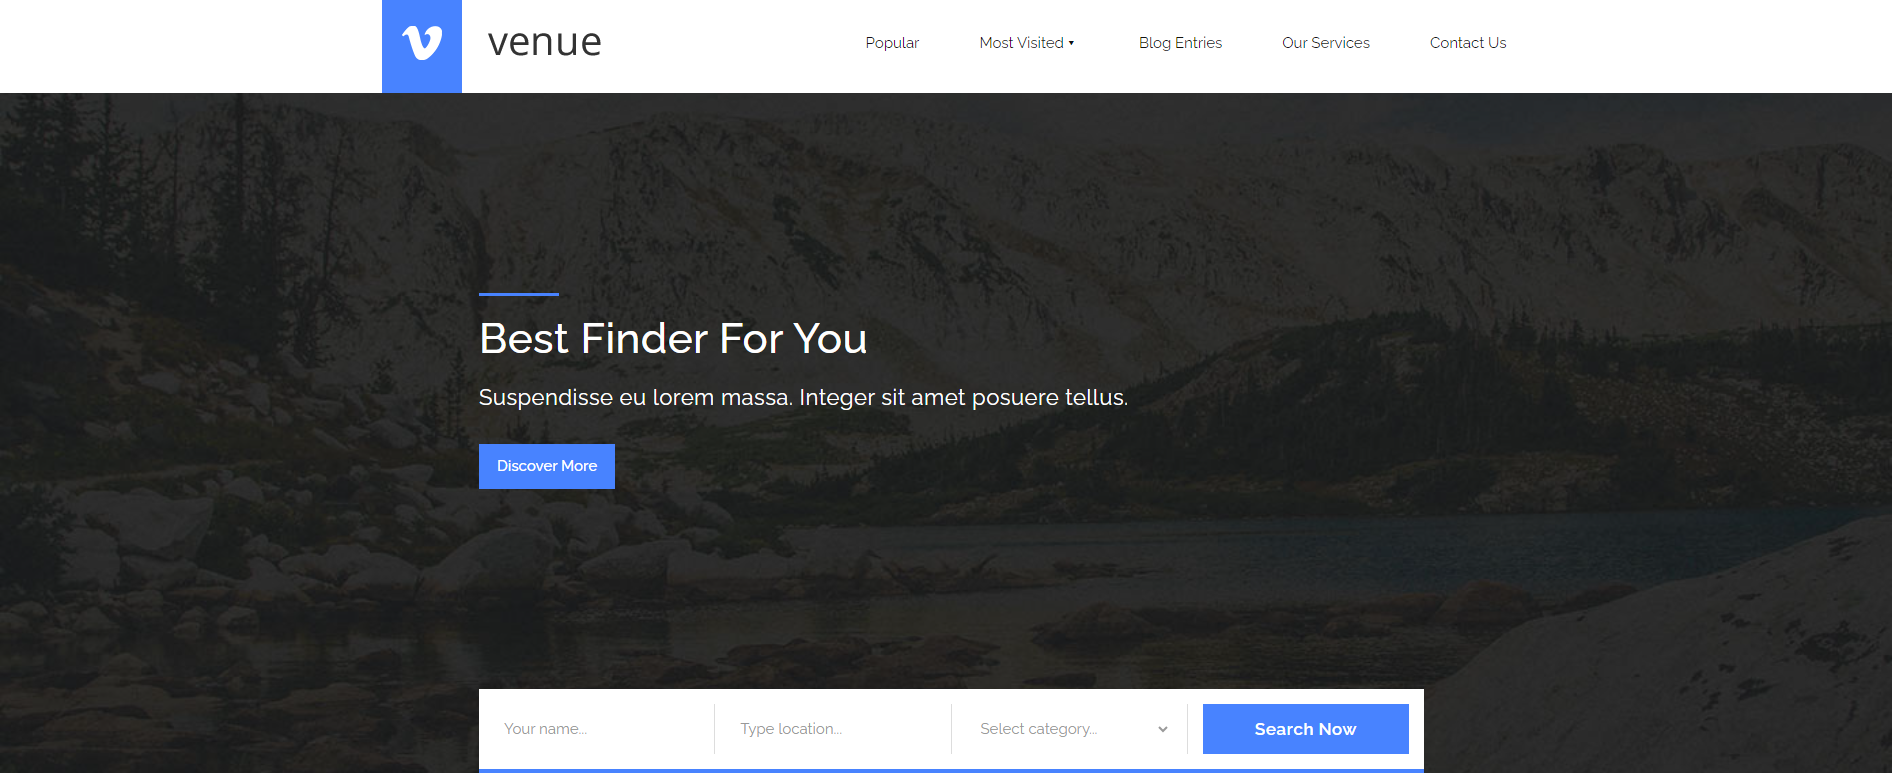 venue
Popular
Most Visited ▾
Blog Entries
Our Services
Contact Us
Best Finder For You
Suspendisse eu lorem massa. Integer sit amet posuere tellus.
Discover More
Your name...
Type location...
Select category...
Search Now